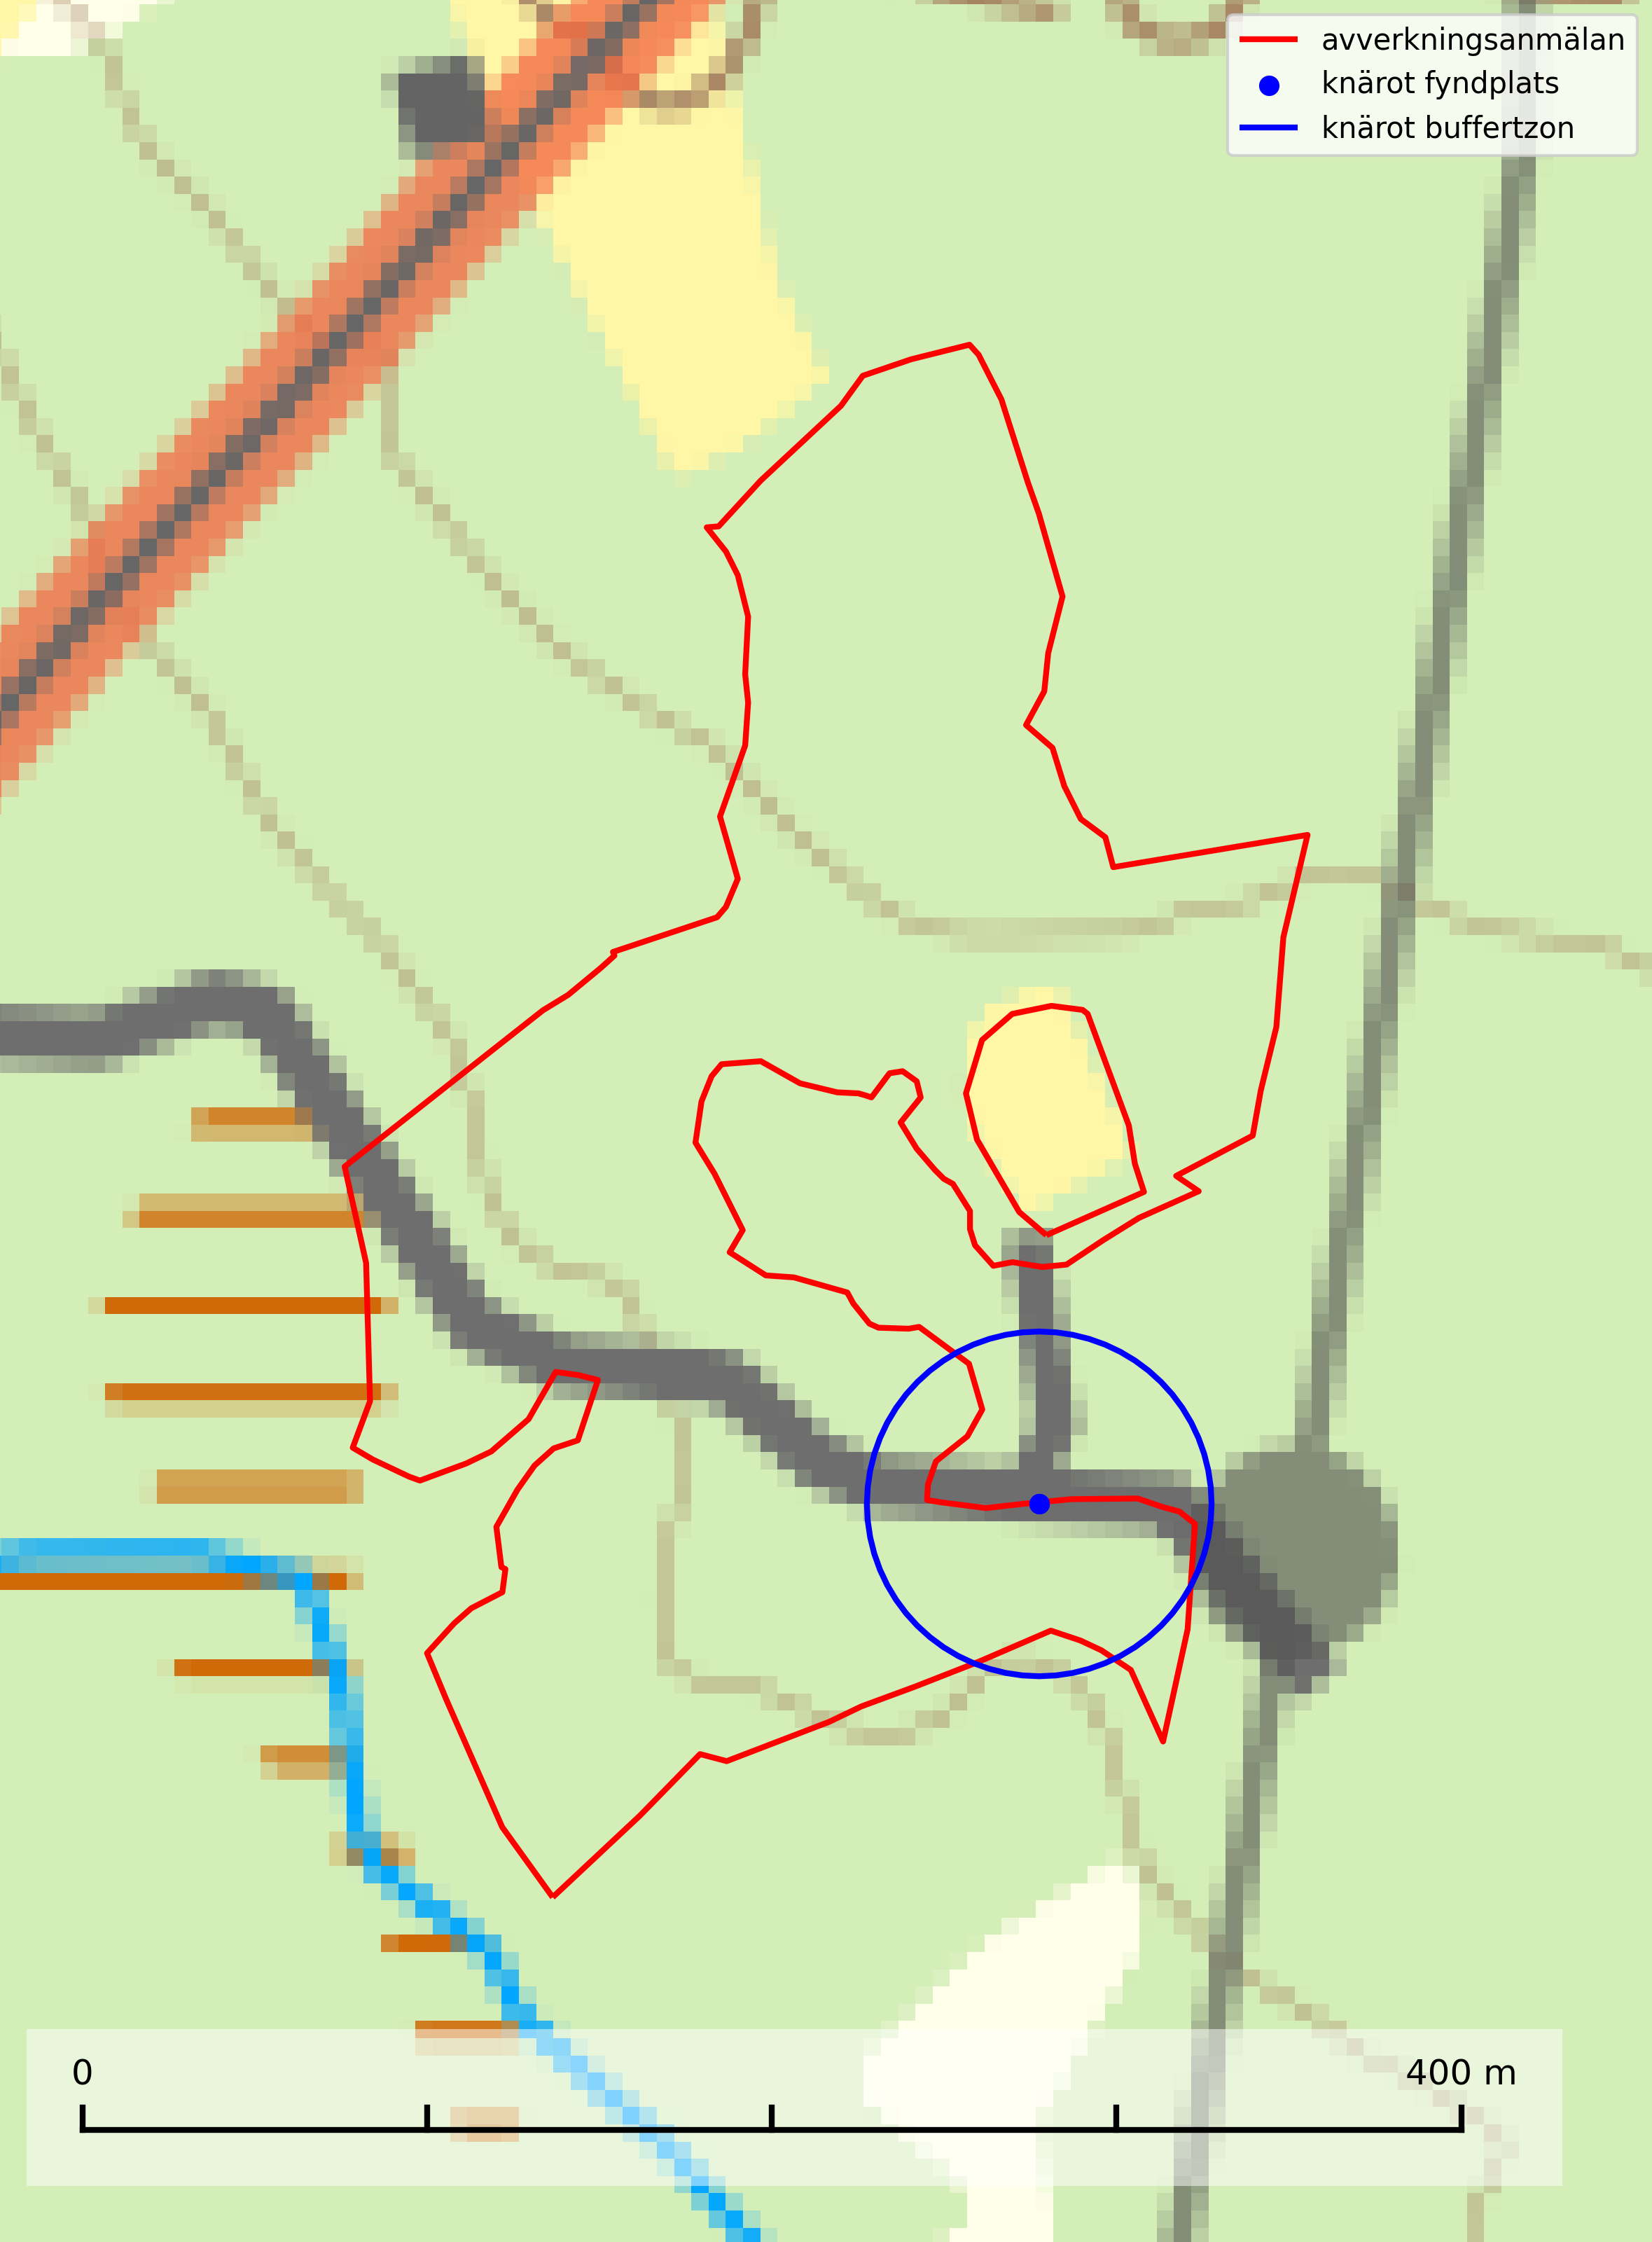 avverkningsanmälan
knärot fyndplats
knärot buffertzon
0
400 m